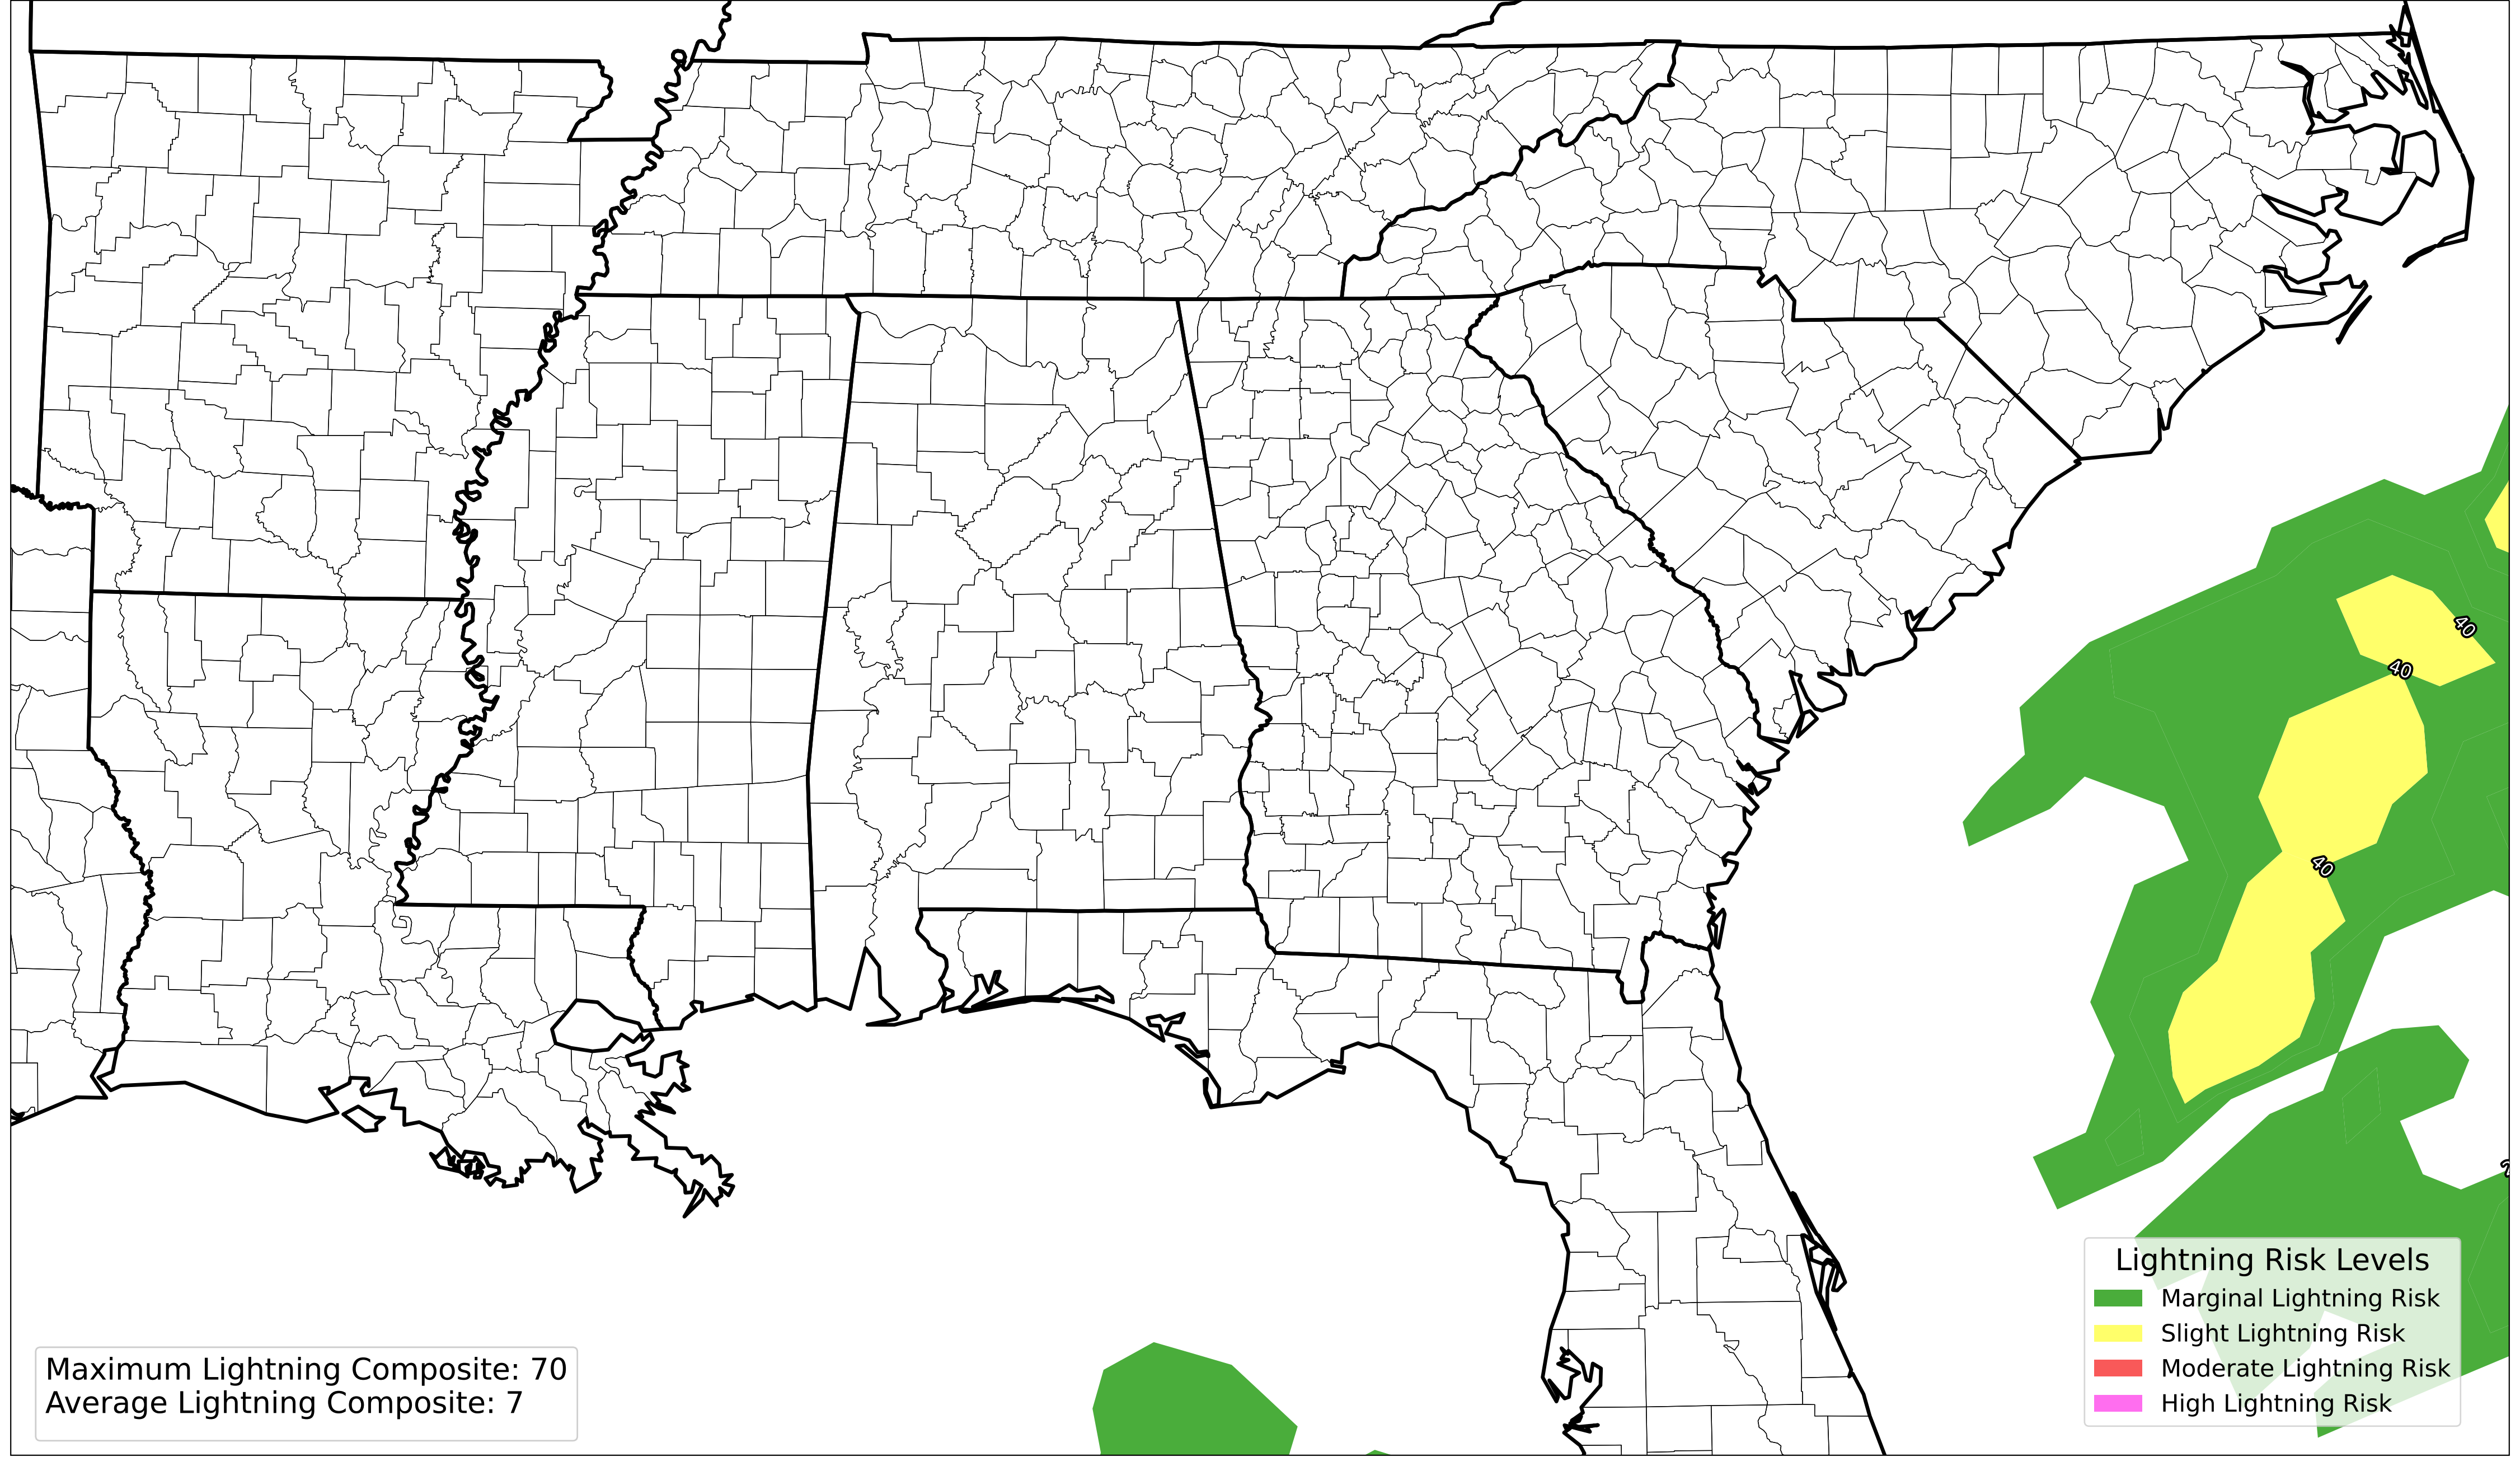 40
40
40
Lightning Risk Levels
Marginal Lightning Risk
Slight Lightning Risk
Moderate Lightning Risk
High Lightning Risk
Maximum Lightning Composite: 70
Average Lightning Composite: 7